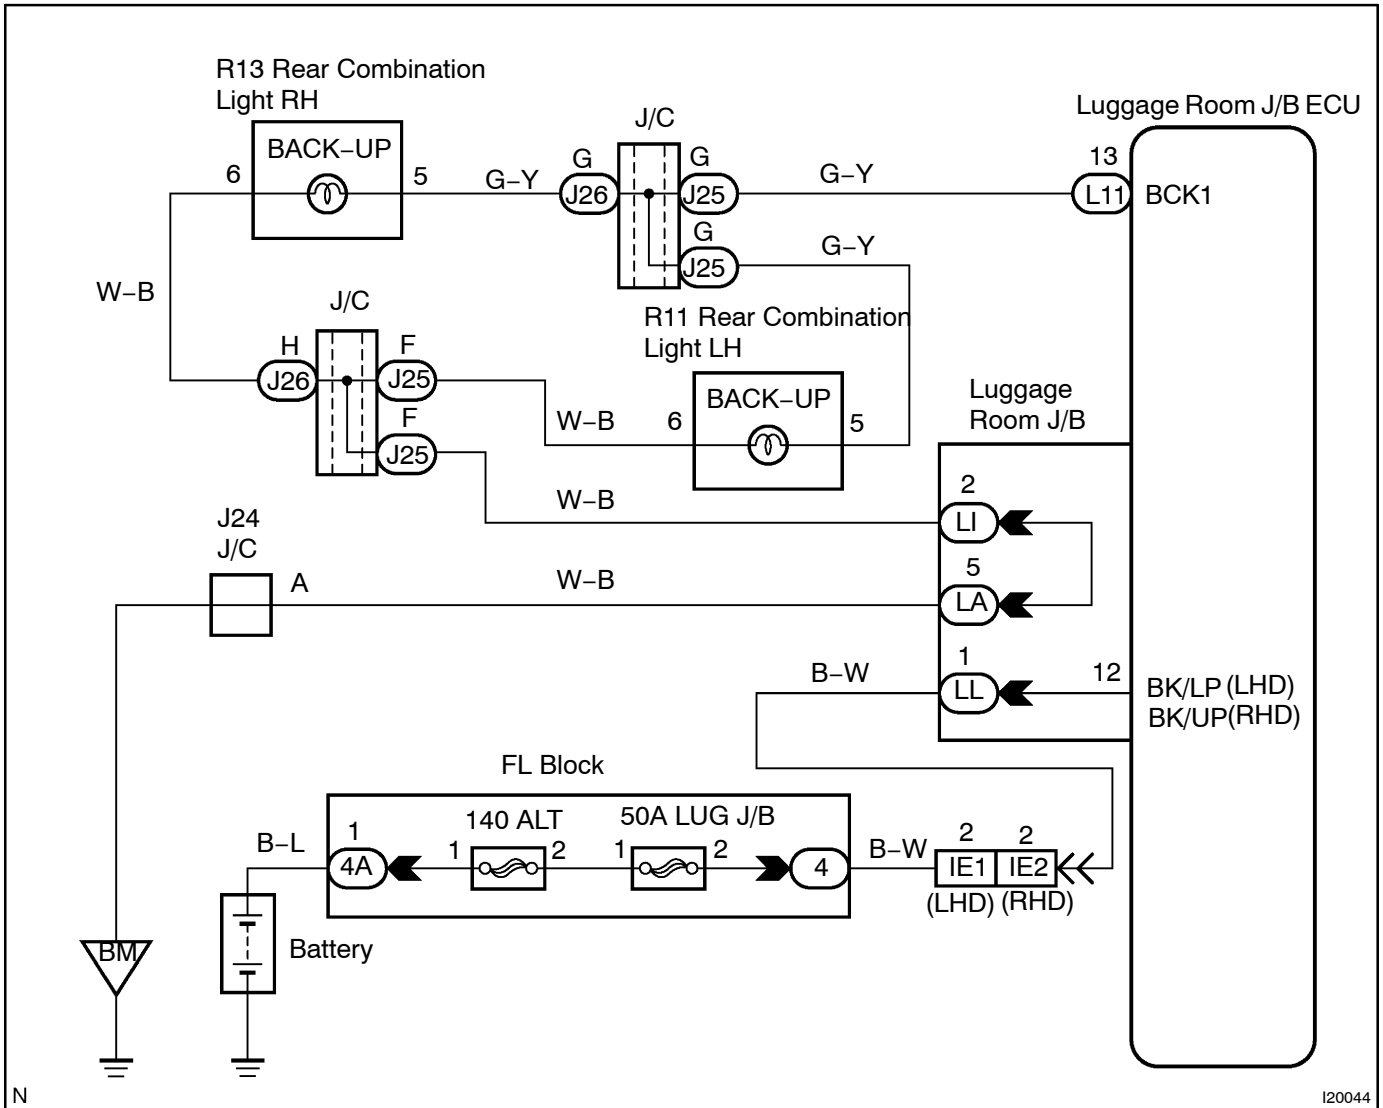 R13 Rear Combination
Light RH
BACK−UP
6
5
G−Y
G
J26
J/C
G
J25
G−Y
Luggage Room J/B ECU
13
L11
BCK1
G
J25
G−Y
W−B
J/C
H
J26
F
J25
F
J25
R11 Rear Combination
Light LH
BACK−UP
W−B
6
5
Luggage
Room J/B
W−B
2
LI
J24
J/C
A
W−B
5
LA
B−W
1
LL
12
BK/LP (LHD)
BK/UP(RHD)
FL Block
B−L
1
4A
140 ALT
1
2
50A LUG J/B
1
2
4
B−W
2
2
IE1
IE2
(LHD)
(RHD)
BM
Battery
N
I20044